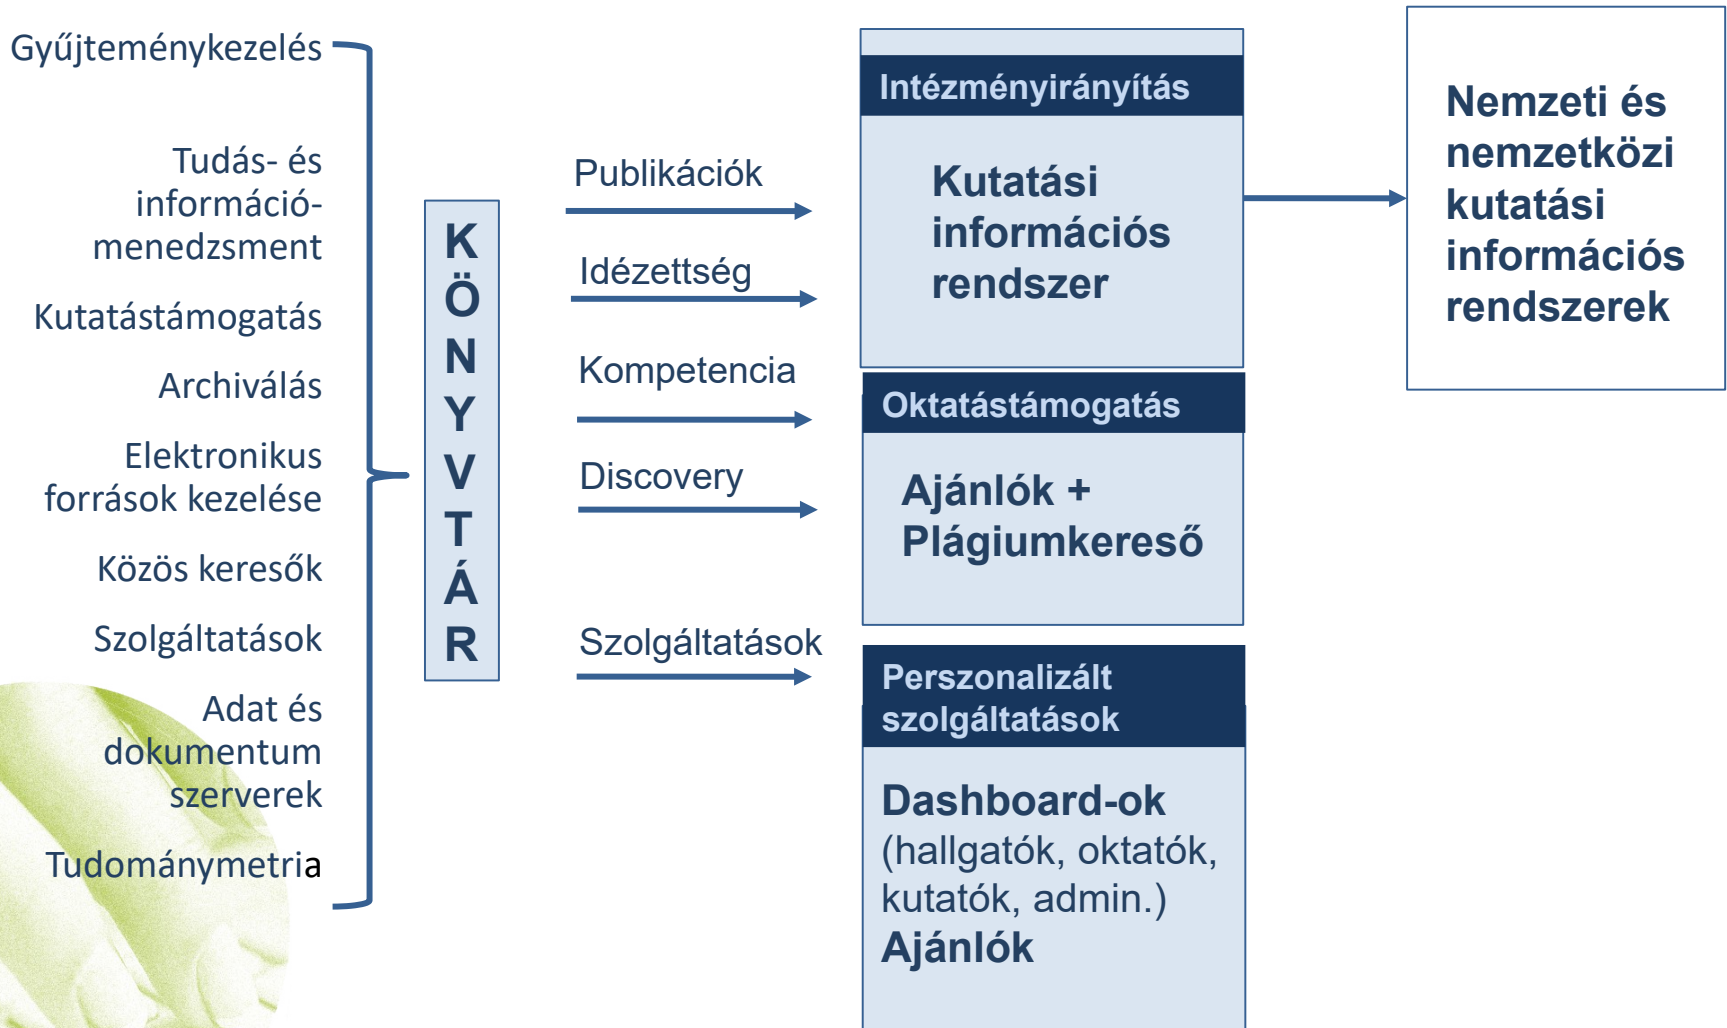 Gyűjteménykezelés
Tudás- és
információ-
menedzsment
Kutatástámogatás
Archiválás
Elektronikus
források kezelése
Közös keresők
Szolgáltatások
Adat és
dokumentum
szerverek
Tudománymetria
K
Ö
N
Y
V
T
Á
R
Publikációk
Idézettség
Kompetencia
Discovery
Szolgáltatások
Intézményirányítás
Kutatási
információs
rendszer
Oktatástámogatás
Ajánlók +
Plágiumkereső
Perszonalizált
szolgáltatások
Dashboard-ok
(hallgatók, oktatók,
kutatók, admin.)
Ajánlók
Nemzeti és
nemzetközi
kutatási
információs
rendszerek